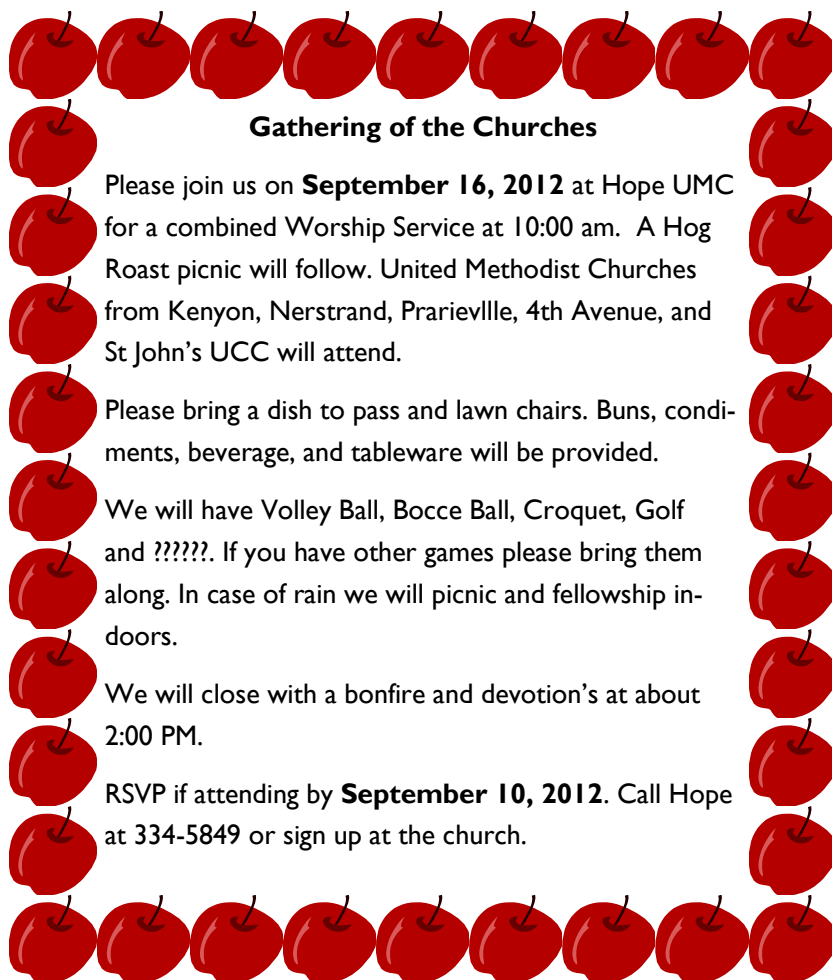 Gathering of the Churches
Please join us on September 16, 2012 at Hope UMC
for a combined Worship Service at 10:00 am.  A Hog
Roast picnic will follow. United Methodist Churches
from Kenyon, Nerstrand, Prarievllle, 4th Avenue, and
St John’s UCC will attend.
Please bring a dish to pass and lawn chairs. Buns, condi-
ments, beverage, and tableware will be provided.
We will have Volley Ball, Bocce Ball, Croquet, Golf
and ??????. If you have other games please bring them
along. In case of rain we will picnic and fellowship in-
doors.
We will close with a bonfire and devotion’s at about
2:00 PM.
RSVP if attending by September 10, 2012. Call Hope
at 334-5849 or sign up at the church.